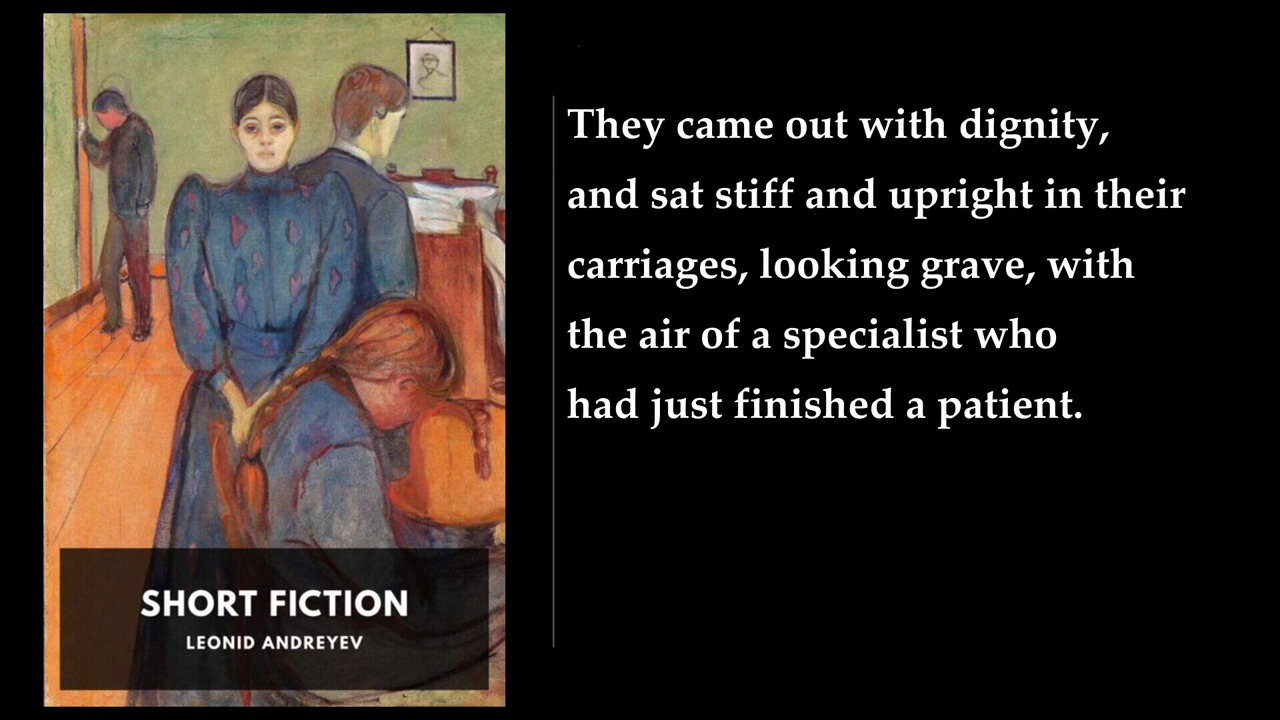 They came out with dignity,
and sat stiff and upright in their
carriages, looking grave, with
the air of a specialist who
had just finished a patient.
SHORT FICTION
LEONID ANDREYEV